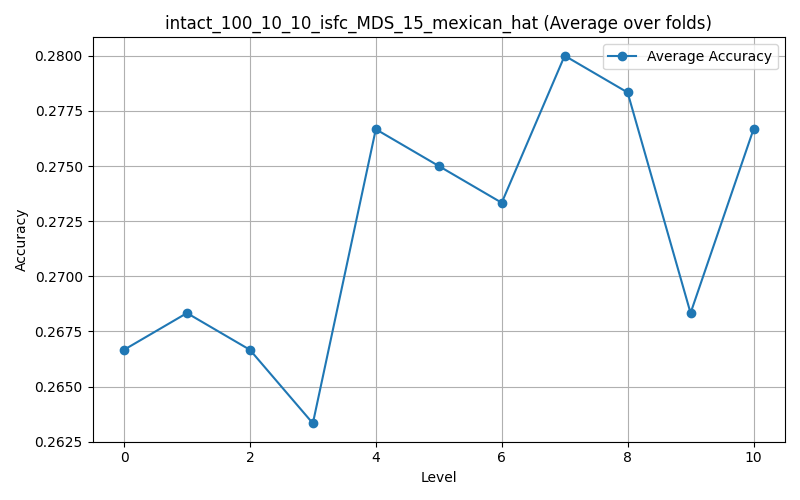 intact_100_10_10_isfc_MDS_15_mexican_hat (Average over folds)
Average Accuracy
Accuracy
0.2800
0.2775
0.2750
0.2725
0.2700
0.2675
0.2650
0.2625
0 2 4 6 8 10
Level